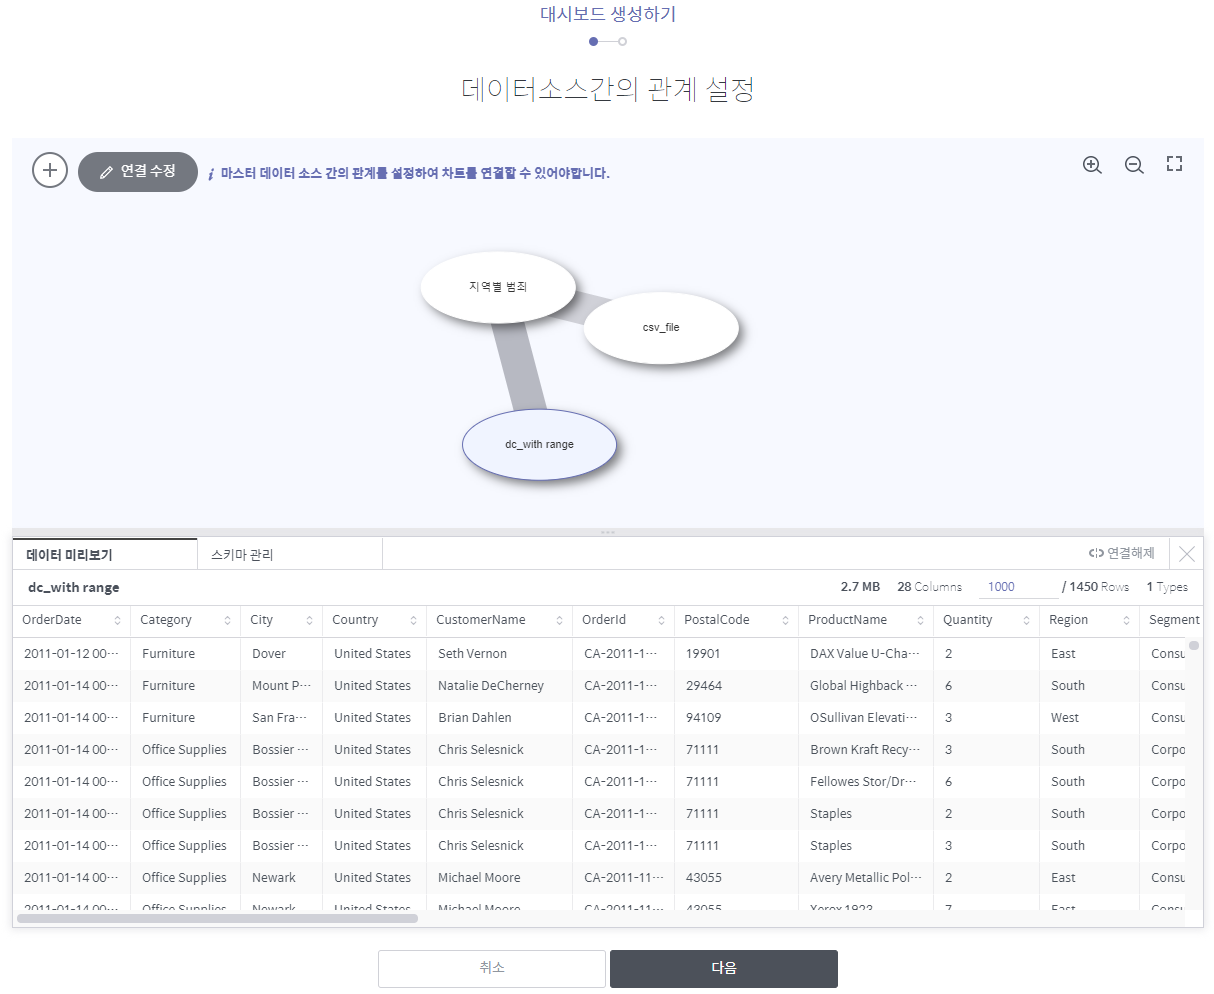 대시보드 생성하기
데이터소스간의 관계 설정
연결 수정
i 마스터 데이터 소스 간의 관계를 설정하여 차트를 연결할 수 있어야합니다.
지역별 범죄
csv_file
dc_with range
데이터 미리보기 스키마 관리 연결해제
dc_with range 2.7 MB 28 Columns 1000 / 1450 Rows 1 Types
OrderDate Category City Country CustomerName OrderId PostalCode ProductName Quantity Region Segment
2011-01-12 00··· Furniture Dover United States Seth Vernon CA-2011-1··· 19901 DAX Value U-Cha··· 2 East Consu
2011-01-14 00··· Furniture Mount P··· United States Natalie DeCherney CA-2011-1··· 29464 Global Highback ··· 6 South Consu
2011-01-14 00··· Furniture San Fra··· United States Brian Dahlen CA-2011-1··· 94109 OSullivan Elevati··· 3 West Consu
2011-01-14 00··· Office Supplies Bossier ··· United States Chris Selesnick CA-2011-1··· 71111 Brown Kraft Recy··· 3 South Corpo
2011-01-14 00··· Office Supplies Bossier ··· United States Chris Selesnick CA-2011-1··· 71111 Fellowes Stor/Dr··· 6 South Corpo
2011-01-14 00··· Office Supplies Bossier ··· United States Chris Selesnick CA-2011-1··· 71111 Staples 2 South Corpo
2011-01-14 00··· Office Supplies Bossier ··· United States Chris Selesnick CA-2011-1··· 71111 Staples 3 South Corpo
2011-01-14 00··· Office Supplies Newark United States Michael Moore CA-2011-11··· 43055 Avery Metallic Pol··· 2 East Consu
2011-01-14 00··· Office Supplies Newark United States Michael Moore CA-2011-11··· 43055 Xerox 1923 7 East Consu
취소 다음